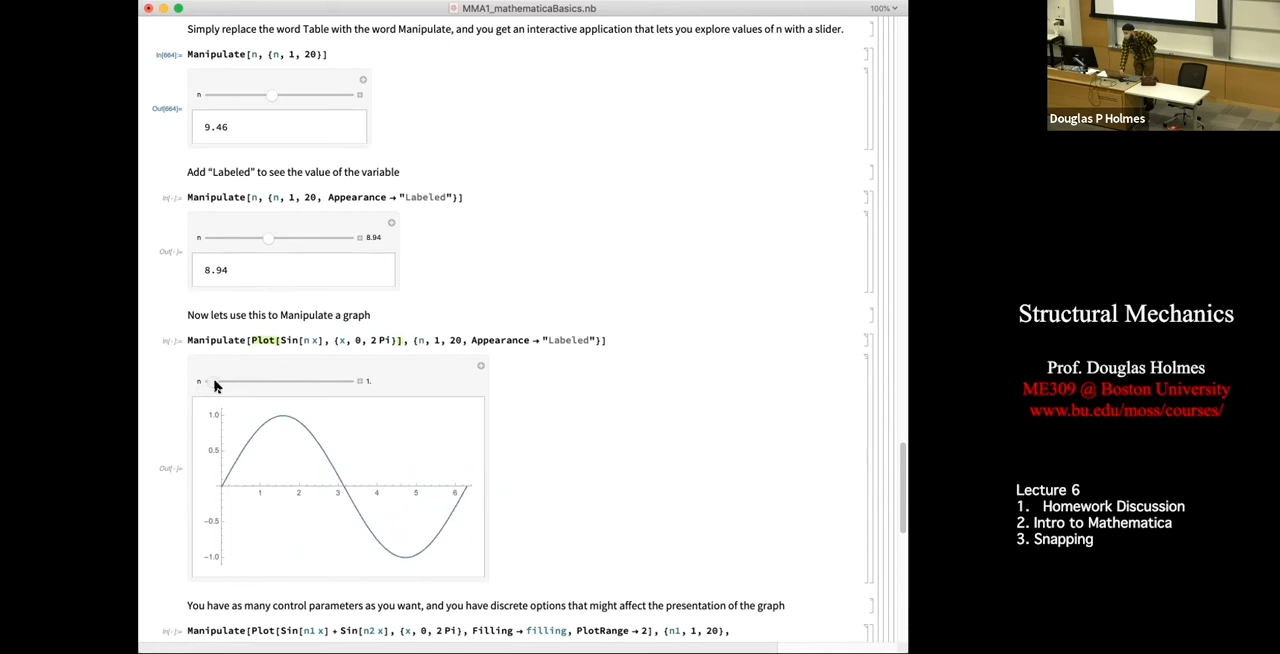 MMA1_mathematicaBasics.nb
100%
Simply replace the word Table with the word Manipulate, and you get an interactive application that lets you explore values of n with a slider.
In[664]:= Manipulate[n, {n, 1, 20}]
n
Out[664]=
9.46
Add “Labeled” to see the value of the variable
In[-]:= Manipulate[n, {n, 1, 20, Appearance → "Labeled"}]
n 8.94
Out[-]=
8.94
Now lets use this to Manipulate a graph
In[-]:= Manipulate[Plot[Sin[n x], {x, 0, 2 Pi}], {n, 1, 20, Appearance → "Labeled"}]
n 1.
1.0
0.5
1 2 3 4 5 6
Out[-]=
-0.5
-1.0
You have as many control parameters as you want, and you have discrete options that might affect the presentation of the graph
In[-]:= Manipulate[Plot[Sin[n1 x] + Sin[n2 x], {x, 0, 2 Pi}, Filling → filling, PlotRange → 2], {n1, 1, 20},
Douglas P Holmes
Structural Mechanics
Prof. Douglas Holmes
ME309 @ Boston University
www.bu.edu/moss/courses/
Lecture 6
1. Homework Discussion
2. Intro to Mathematica
3. Snapping